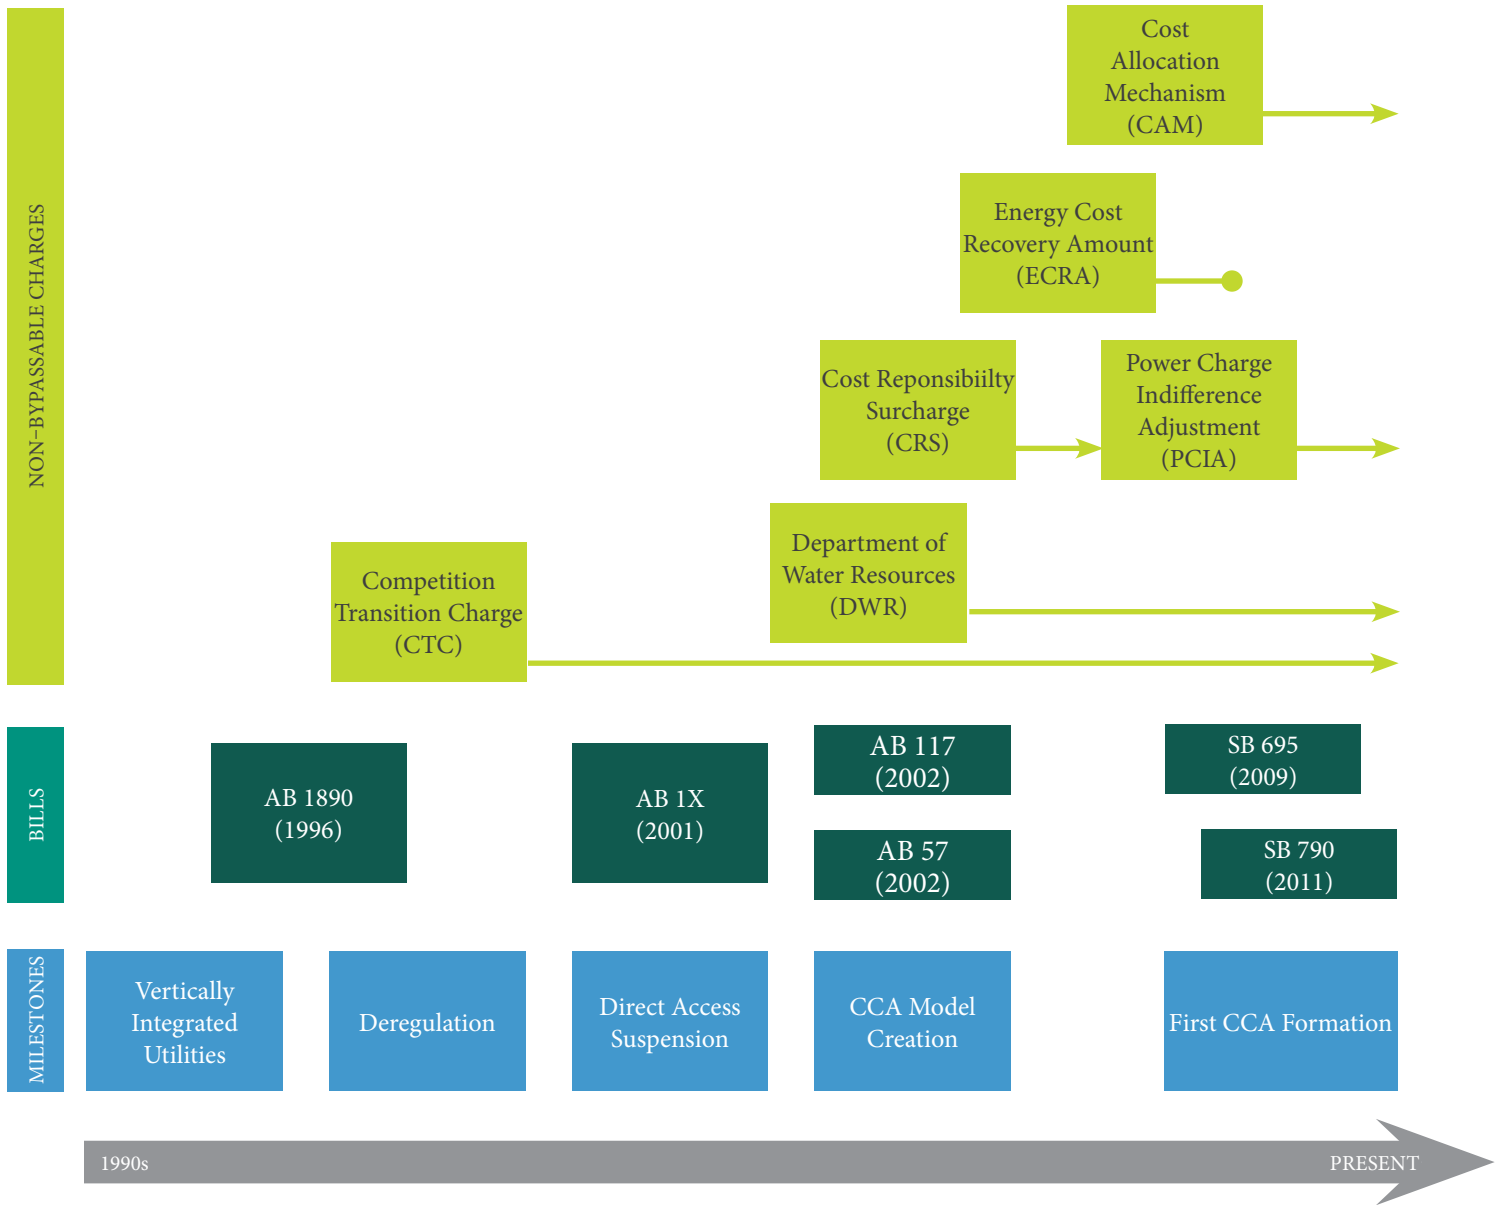 NON-BYPASSABLE CHARGES
Cost
Allocation
Mechanism
(CAM)
Energy Cost
Recovery Amount
(ECRA)
Cost Reponsibiilty
Surcharge
(CRS)
Power Charge
Indifference
Adjustment
(PCIA)
Department of
Water Resources
(DWR)
Competition
Transition Charge
(CTC)
BILLS
AB 1890
(1996)
AB 1X
(2001)
AB 117
(2002)
AB 57
(2002)
SB 695
(2009)
SB 790
(2011)
MILESTONES
Vertically
Integrated
Utilities
Deregulation
Direct Access
Suspension
CCA Model
Creation
First CCA Formation
1990s
PRESENT